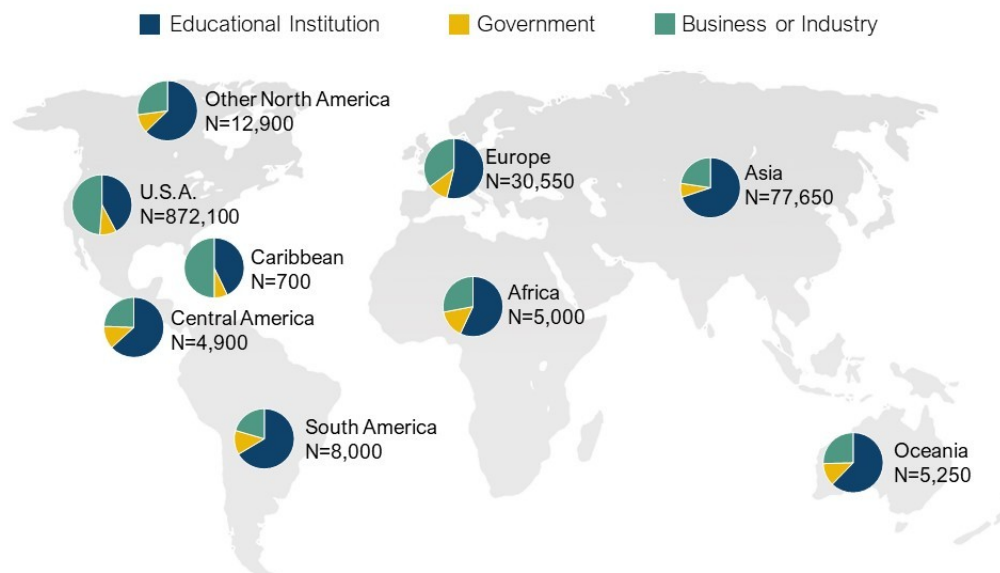 Educational Institution
Government
Business or Industry
Other North America
N=12,900
Europe
N=30,550
Asia
N=77,650
U.S.A.
N=872,100
Caribbean
N=700
Africa
N=5,000
Central America
N=4,900
South America
N=8,000
Oceania
N=5,250